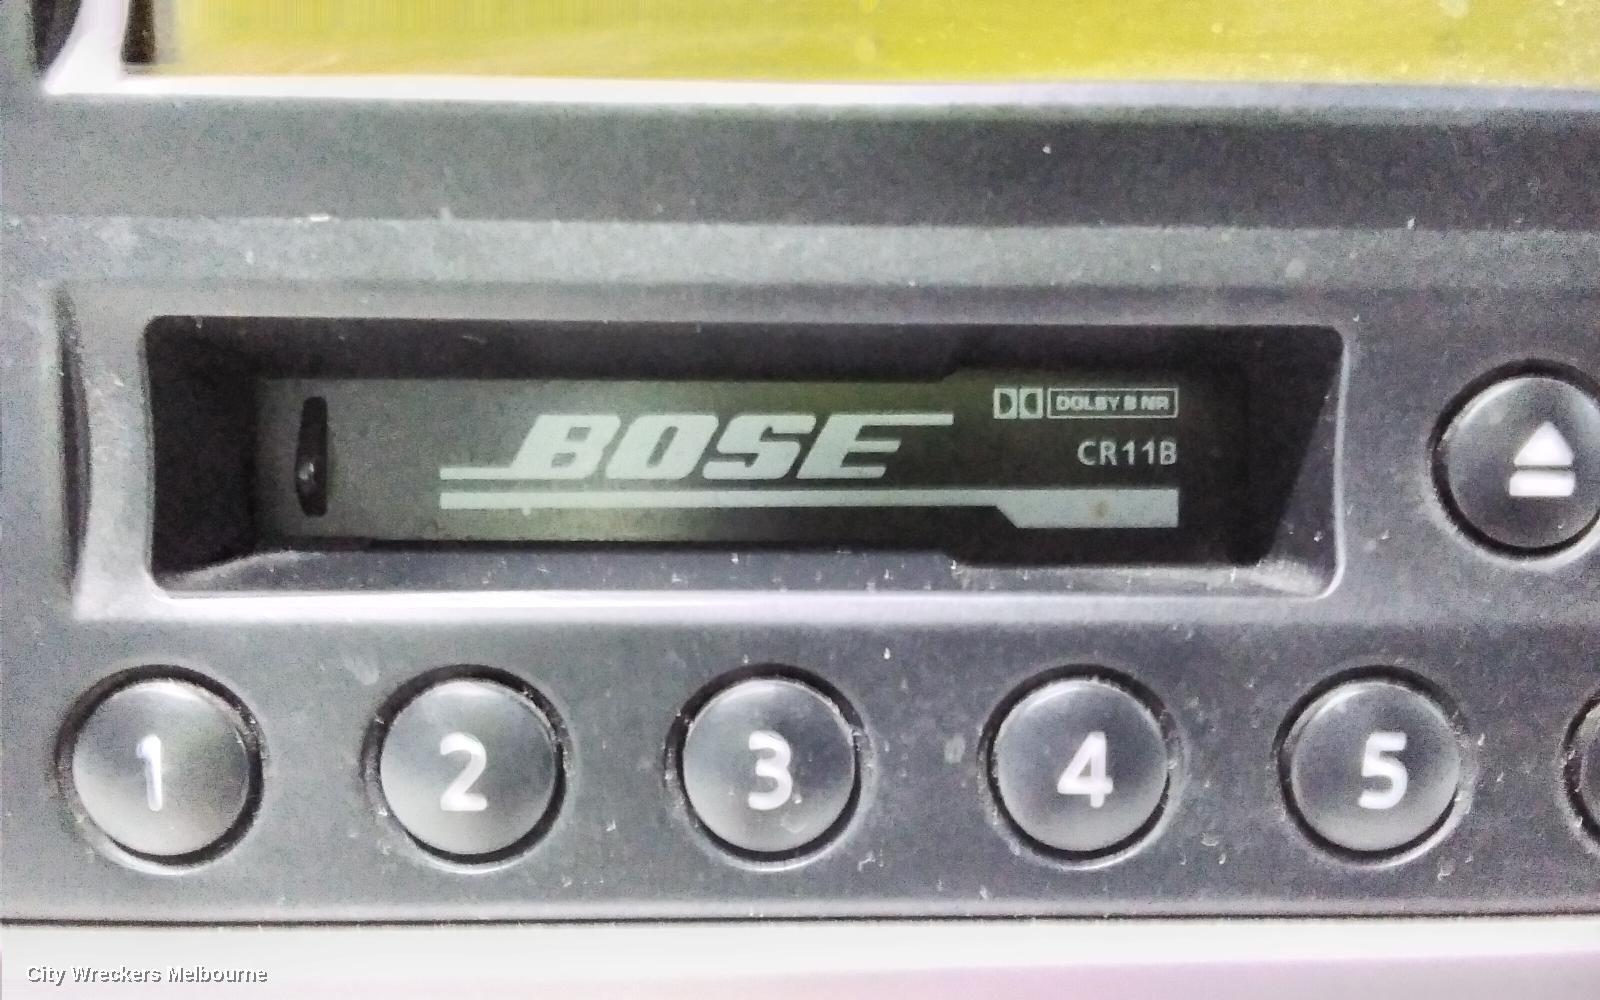 BOSE
DOLBY B NR
CR11B
1 2 3 4 5
City Wreckers Melbourne